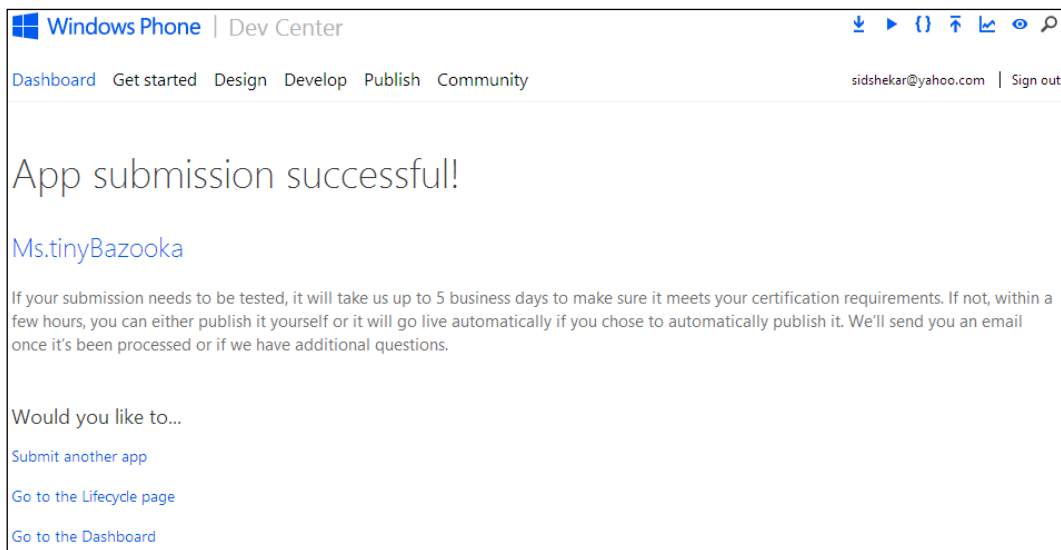 Windows Phone | Dev Center
Dashboard Get started Design Develop Publish Community
sidshekar@yahoo.com | Sign out
App submission successful!
Ms.tinyBazooka
If your submission needs to be tested, it will take us up to 5 business days to make sure it meets your certification requirements. If not, within a
few hours, you can either publish it yourself or it will go live automatically if you chose to automatically publish it. We'll send you an email
once it's been processed or if we have additional questions.
Would you like to...
Submit another app
Go to the Lifecycle page
Go to the Dashboard